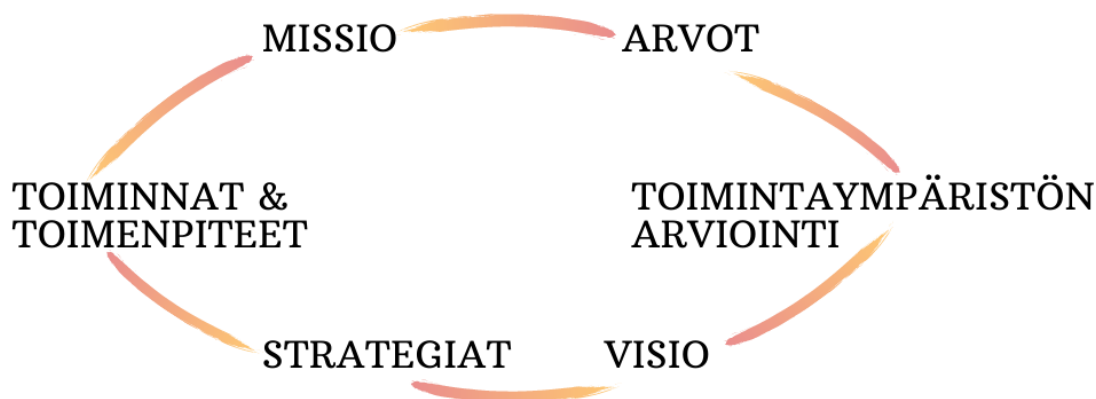 MISSIO
ARVOT
TOIMINNAT &
TOIMENPITEET
TOIMINTAYMPÄRISTÖN
ARVIOINTI
STRATEGIAT
VISIO